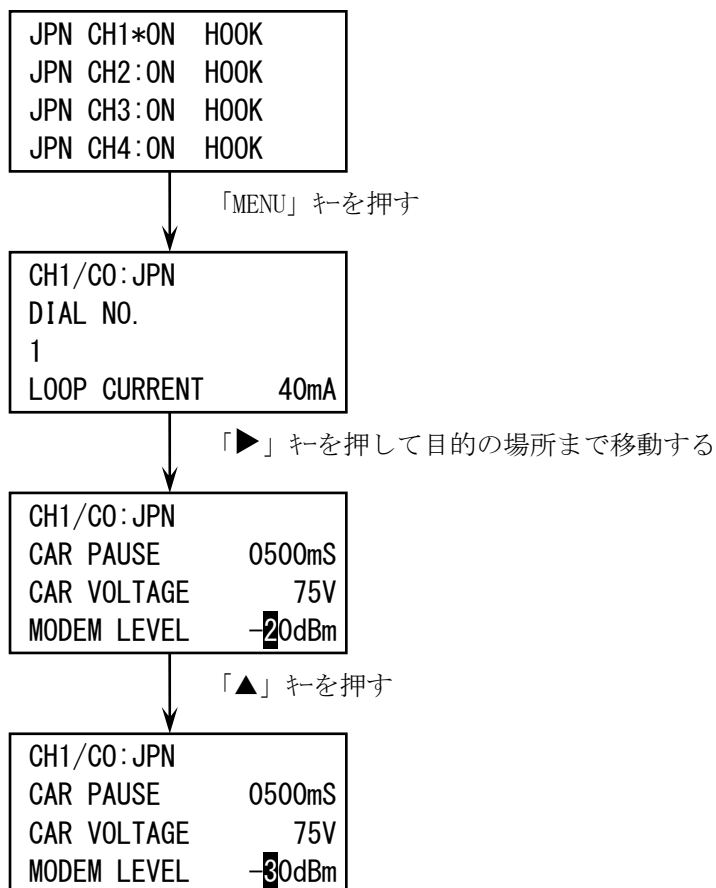 JPN CH1*ON HOOK
JPN CH2:ON HOOK
JPN CH3:ON HOOK
JPN CH4:ON HOOK
「MENU」キーを押す
CH1/CO:JPN
DIAL NO.
1
LOOP CURRENT 40mA
「▶」キーを押して目的の場所まで移動する
CH1/CO:JPN
CAR PAUSE 0500mS
CAR VOLTAGE 75V
MODEM LEVEL -20dBm
「▲」キーを押す
CH1/CO:JPN
CAR PAUSE 0500mS
CAR VOLTAGE 75V
MODEM LEVEL -30dBm